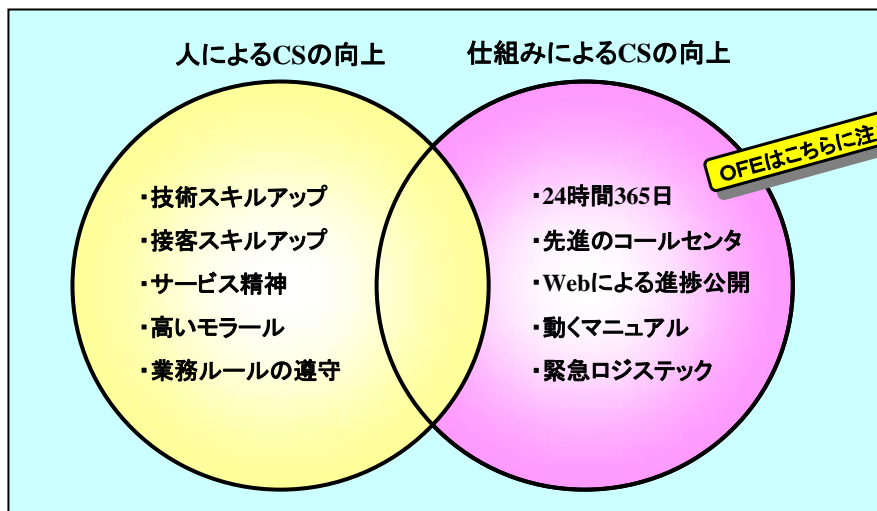 人によるCSの向上
仕組みによるCSの向上
OFEはこちらに注
・技術スキルアップ
・接客スキルアップ
・サービス精神
・高いモラール
・業務ルールの遵守
・24時間365日
・先進のコールセンタ
・Webによる進捗公開
・動くマニュアル
・緊急ロジステック